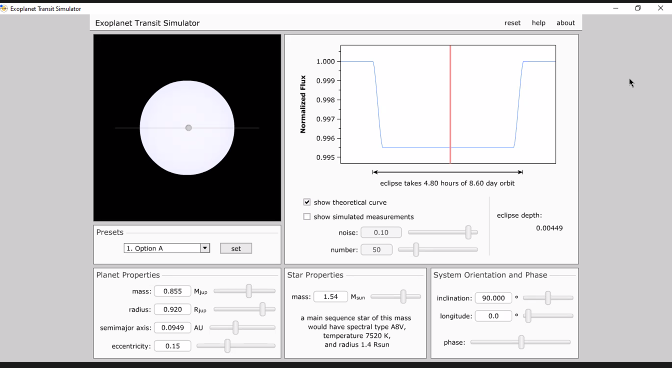 Exoplanet Transit Simulator
Exoplanet Transit Simulator
reset help about
Normalized Flux
1.000
0.999
0.998
0.997
0.996
0.995
eclipse takes 4.80 hours of 8.60 day orbit
show theoretical curve
show simulated measurements
noise: 0.10
number: 50
eclipse depth:
0.00449
Presets
1. Option A set
Planet Properties
mass: 0.855 Mjup
radius: 0.920 Rjup
semimajor axis: 0.0949 AU
eccentricity: 0.15
Star Properties
mass: 1.54 Msun
a main sequence star of this mass
would have spectral type A8V,
temperature 7520 K,
and radius 1.4 Rsun
System Orientation and Phase
inclination: 90.000 °
longitude: 0.0 °
phase: